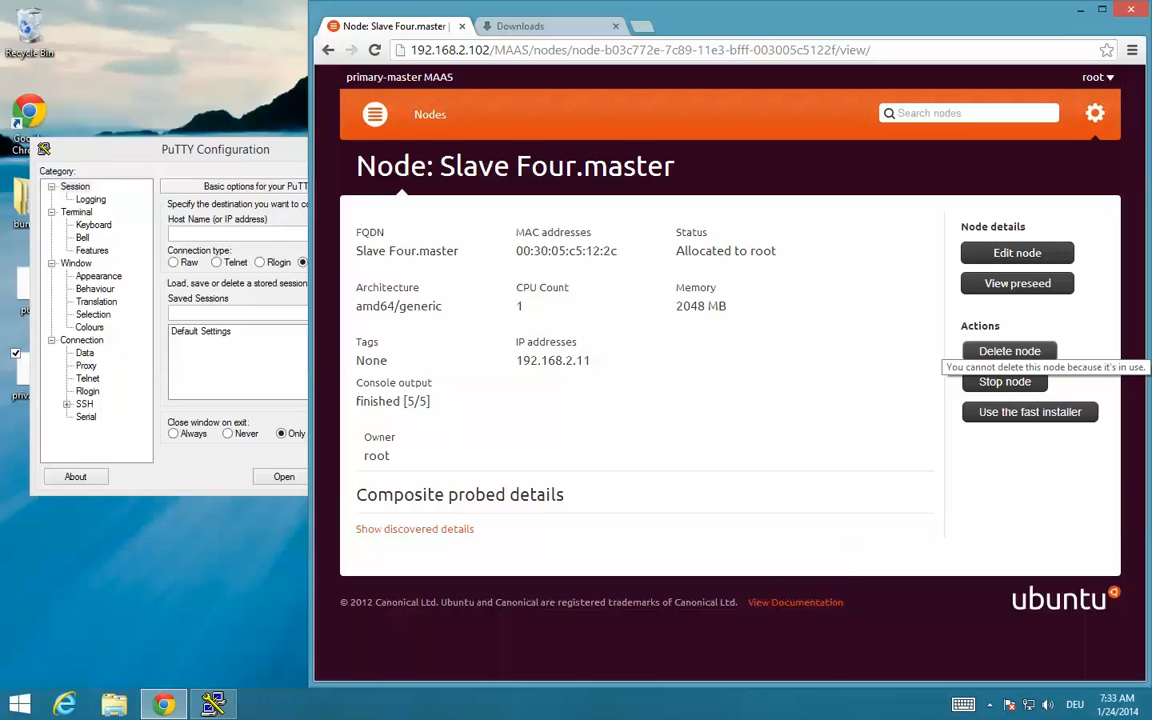 Recycle Bin
Node: Slave Four.master |
Downloads
192.168.2.102/MAAS/nodes/node-b03c772e-7c89-11e3-bfff-003005c5122f/view/
primary-master MAAS
root
Nodes
Search nodes
Node: Slave Four.master
FQDN
Slave Four.master
MAC addresses
00:30:05:c5:12:2c
Status
Allocated to root
Architecture
amd64/generic
CPU Count
1
Memory
2048 MB
Tags
None
IP addresses
192.168.2.11
Console output
finished [5/5]
Owner
root
Composite probed details
Show discovered details
Node details
Edit node
View preseed
Actions
Delete node
You cannot delete this node because it's in use.
Stop node
Use the fast installer
© 2012 Canonical Ltd. Ubuntu and Canonical are registered trademarks of Canonical Ltd.
View Documentation
ubuntu
PuTTY Configuration
Category:
Session
Logging
Terminal
Keyboard
Bell
Features
Window
Appearance
Behaviour
Translation
Selection
Colours
Connection
Data
Proxy
Telnet
Rlogin
SSH
Serial
Basic options for your PuTT
Specify the destination you want to co
Host Name (or IP address)
Connection type:
Raw
Telnet
Rlogin
Load, save or delete a stored session
Saved Sessions
Default Settings
Close window on exit:
Always
Never
Only
About
Open
DEU
7:33 AM
1/24/2014